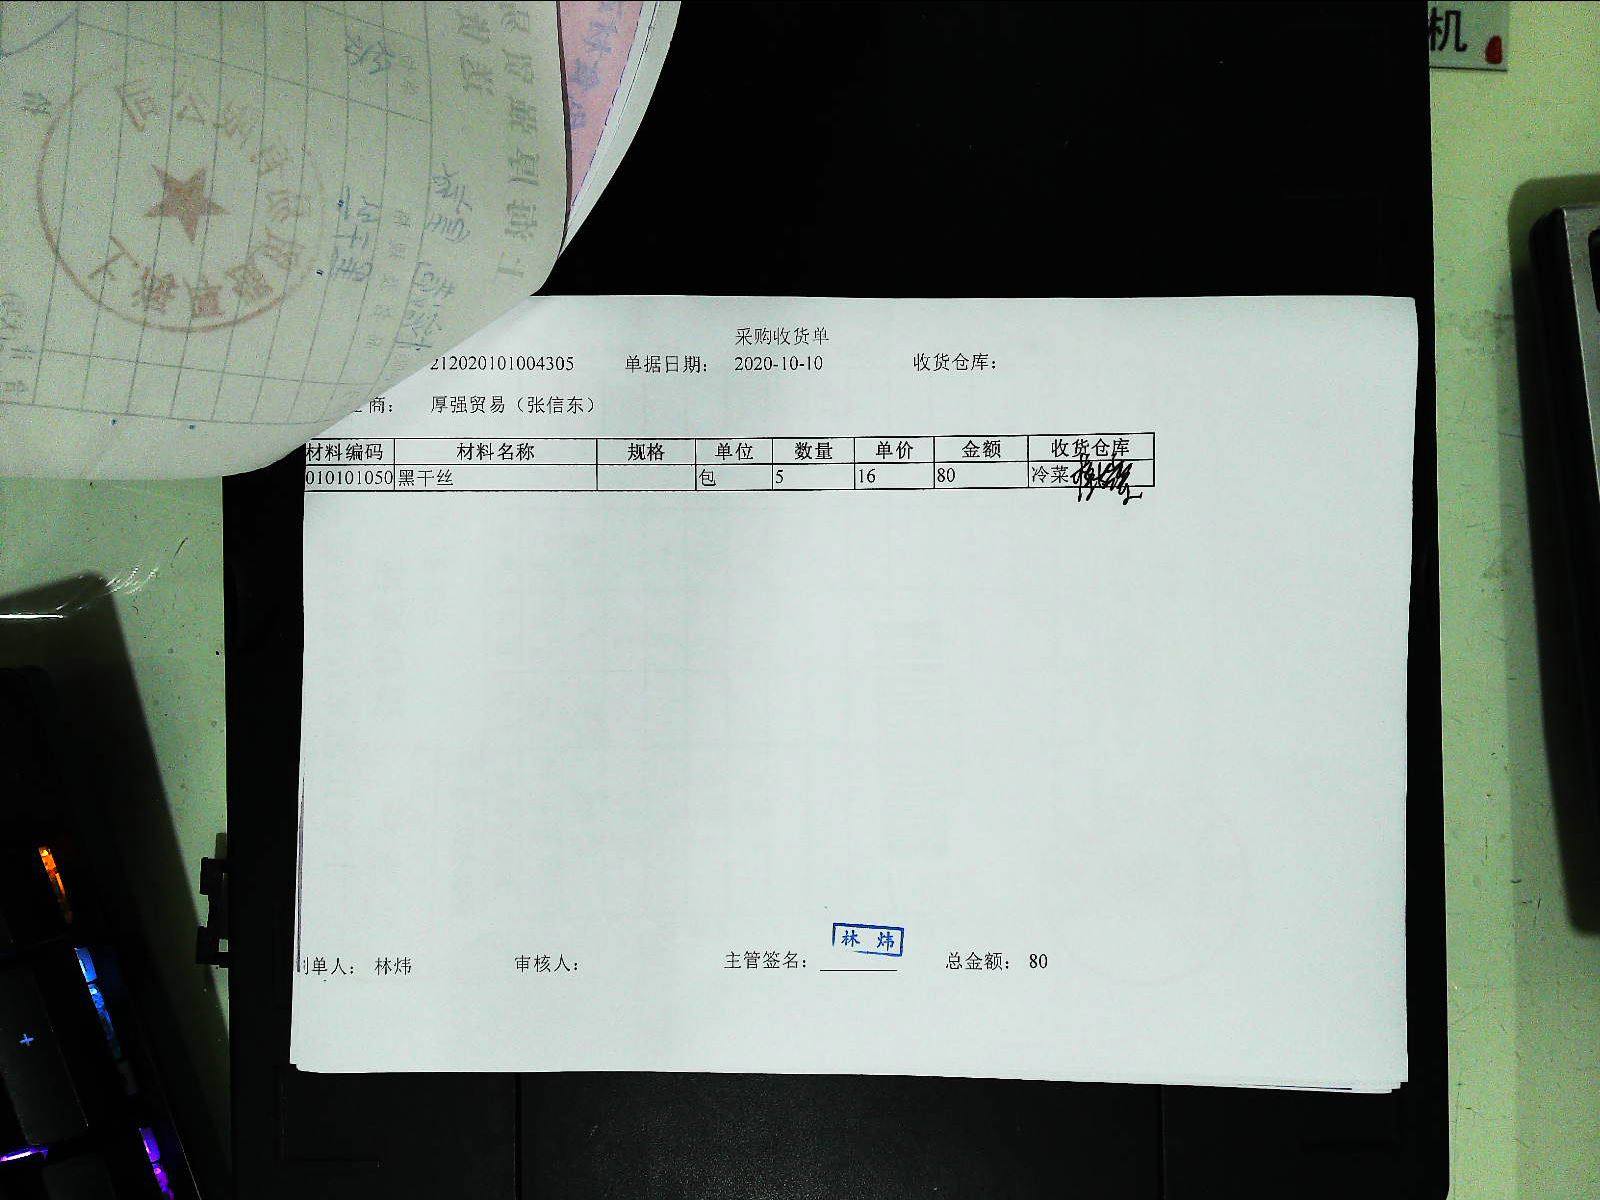 机
采购收货单
212020101004305 单据日期: 2020-10-10 收货仓库:
商: 厚强贸易(张信东)
材料编码 材料名称 规格 单位 数量 单价 金额 收货仓库
010101050 黑干丝 包 5 16 80 冷菜
林 炜
单人: 林炜 审核人: 主管签名: 总金额: 80